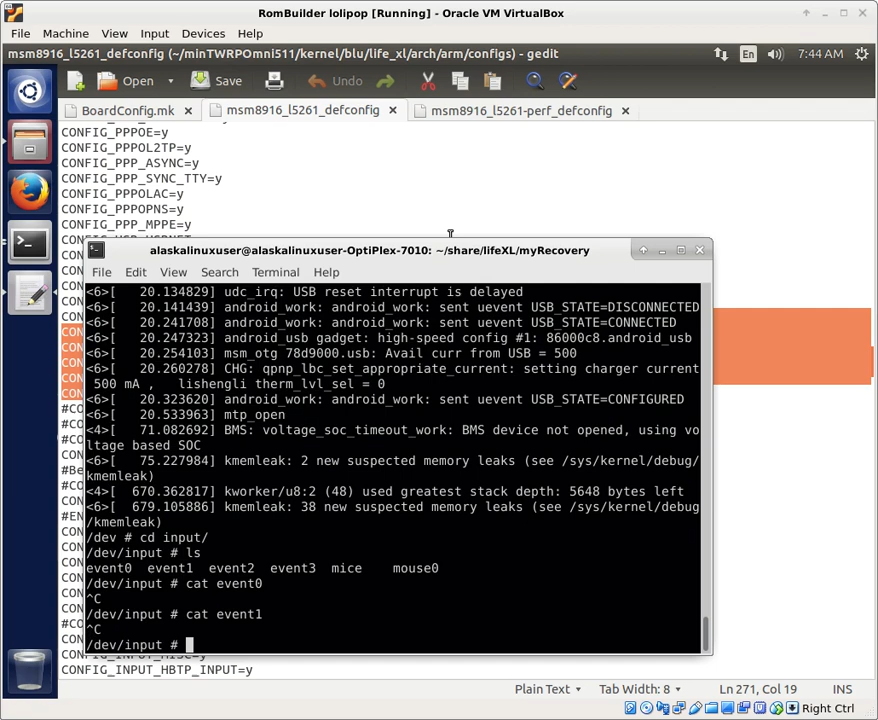 RomBuilder lolipop [Running] - Oracle VM VirtualBox
File Machine View Input Devices Help
msm8916_l5261_defconfig (~/minTWRPOmni511/kernel/blu/life_xl/arch/arm/configs) - gedit
En
7:44 AM
Open
Save
Undo
BoardConfig.mk
msm8916_l5261_defconfig
msm8916_l5261-perf_defconfig
CONFIG_PPPOE=y
CONFIG_PPPOL2TP=y
CONFIG_PPP_ASYNC=y
CONFIG_PPP_SYNC_TTY=y
CONFIG_PPPOLAC=y
CONFIG_PPPOPNS=y
CONFIG_PPP_MPPE=y
alaskalinuxuser@alaskalinuxuser-OptiPlex-7010: ~/share/lifeXL/myRecovery
File Edit View Search Terminal Help
<6>[   20.134829] udc_irq: USB reset interrupt is delayed
<6>[   20.141439] android_work: android_work: sent uevent USB_STATE=DISCONNECTED
<6>[   20.241708] android_work: android_work: sent uevent USB_STATE=CONNECTED
<6>[   20.247323] android_usb gadget: high-speed config #1: 86000c8.android_usb
<6>[   20.254103] msm_otg 78d9000.usb: Avail curr from USB = 500
<6>[   20.260278] CHG: qpnp_lbc_set_appropriate_current: setting charger current
500 mA ,   lishengli therm_lvl_sel = 0
<6>[   20.323620] android_work: android_work: sent uevent USB_STATE=CONFIGURED
<6>[   20.533963] mtp_open
<4>[   71.082692] BMS: voltage_soc_timeout_work: BMS device not opened, using vo
ltage based SOC
<6>[   75.227984] kmemleak: 2 new suspected memory leaks (see /sys/kernel/debug/
kmemleak)
<4>[  670.362817] kworker/u8:2 (48) used greatest stack depth: 5648 bytes left
<6>[  679.105886] kmemleak: 38 new suspected memory leaks (see /sys/kernel/debug
/kmemleak)
/dev # cd input/
/dev/input # ls
event0  event1  event2  event3  mice    mouse0
/dev/input # cat event0
^C
/dev/input # cat event1
^C
/dev/input #
CONFIG_INPUT_HBTP_INPUT=y
Plain Text
Tab Width: 8
Ln 271, Col 19
INS
Right Ctrl